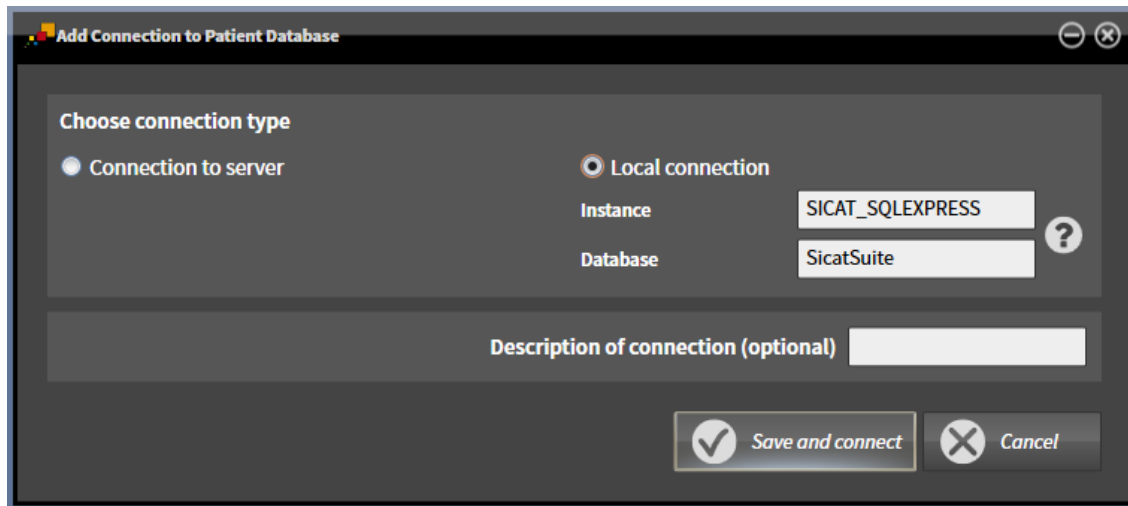 Add Connection to Patient Database
Choose connection type
Connection to server
Local connection
Instance SICAT_SQLEXPRESS
Database SicatSuite
?
Description of connection (optional)
Save and connect Cancel